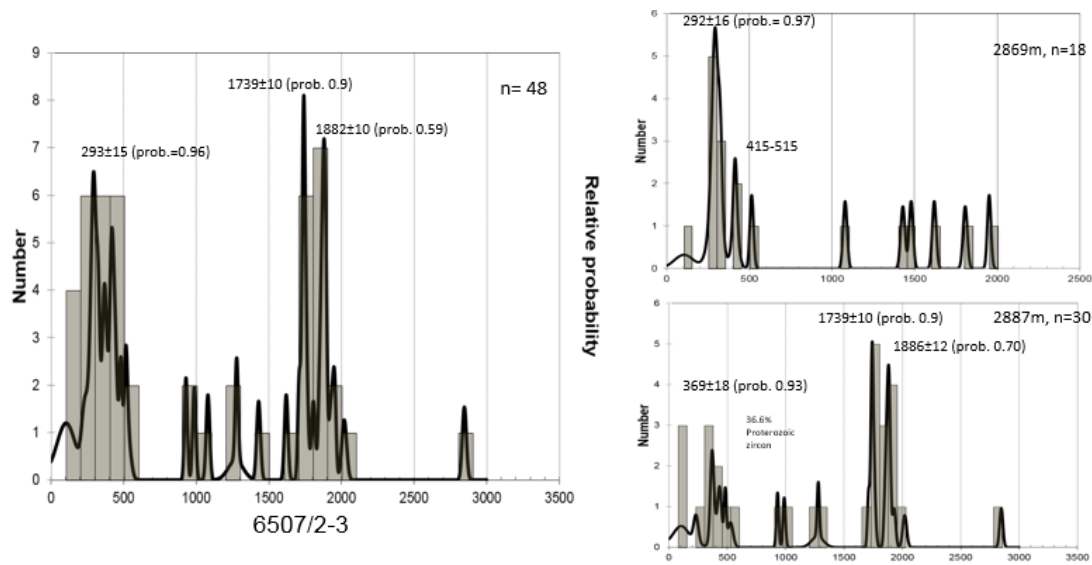 9
8
7
6
5
4
3
2
1
0
Number
1739±10 (prob. 0.9)
n= 48
1882±10 (prob. 0.59)
293±15 (prob.=0.96)
0 500 1000 1500 2000 2500 3000 3500
6507/2-3
Relative probability
6
5
4
3
2
1
0
Number
292±16 (prob.= 0.97)
2869m, n=18
415-515
0 500 1000 1500 2000 2500
6
5
4
3
2
1
0
Number
1739±10 (prob. 0.9)
2887m, n=30
1886±12 (prob. 0.70)
369±18 (prob. 0.93)
36.6%
Proterozoic
zircon
0 500 1000 1500 2000 2500 3000 3500